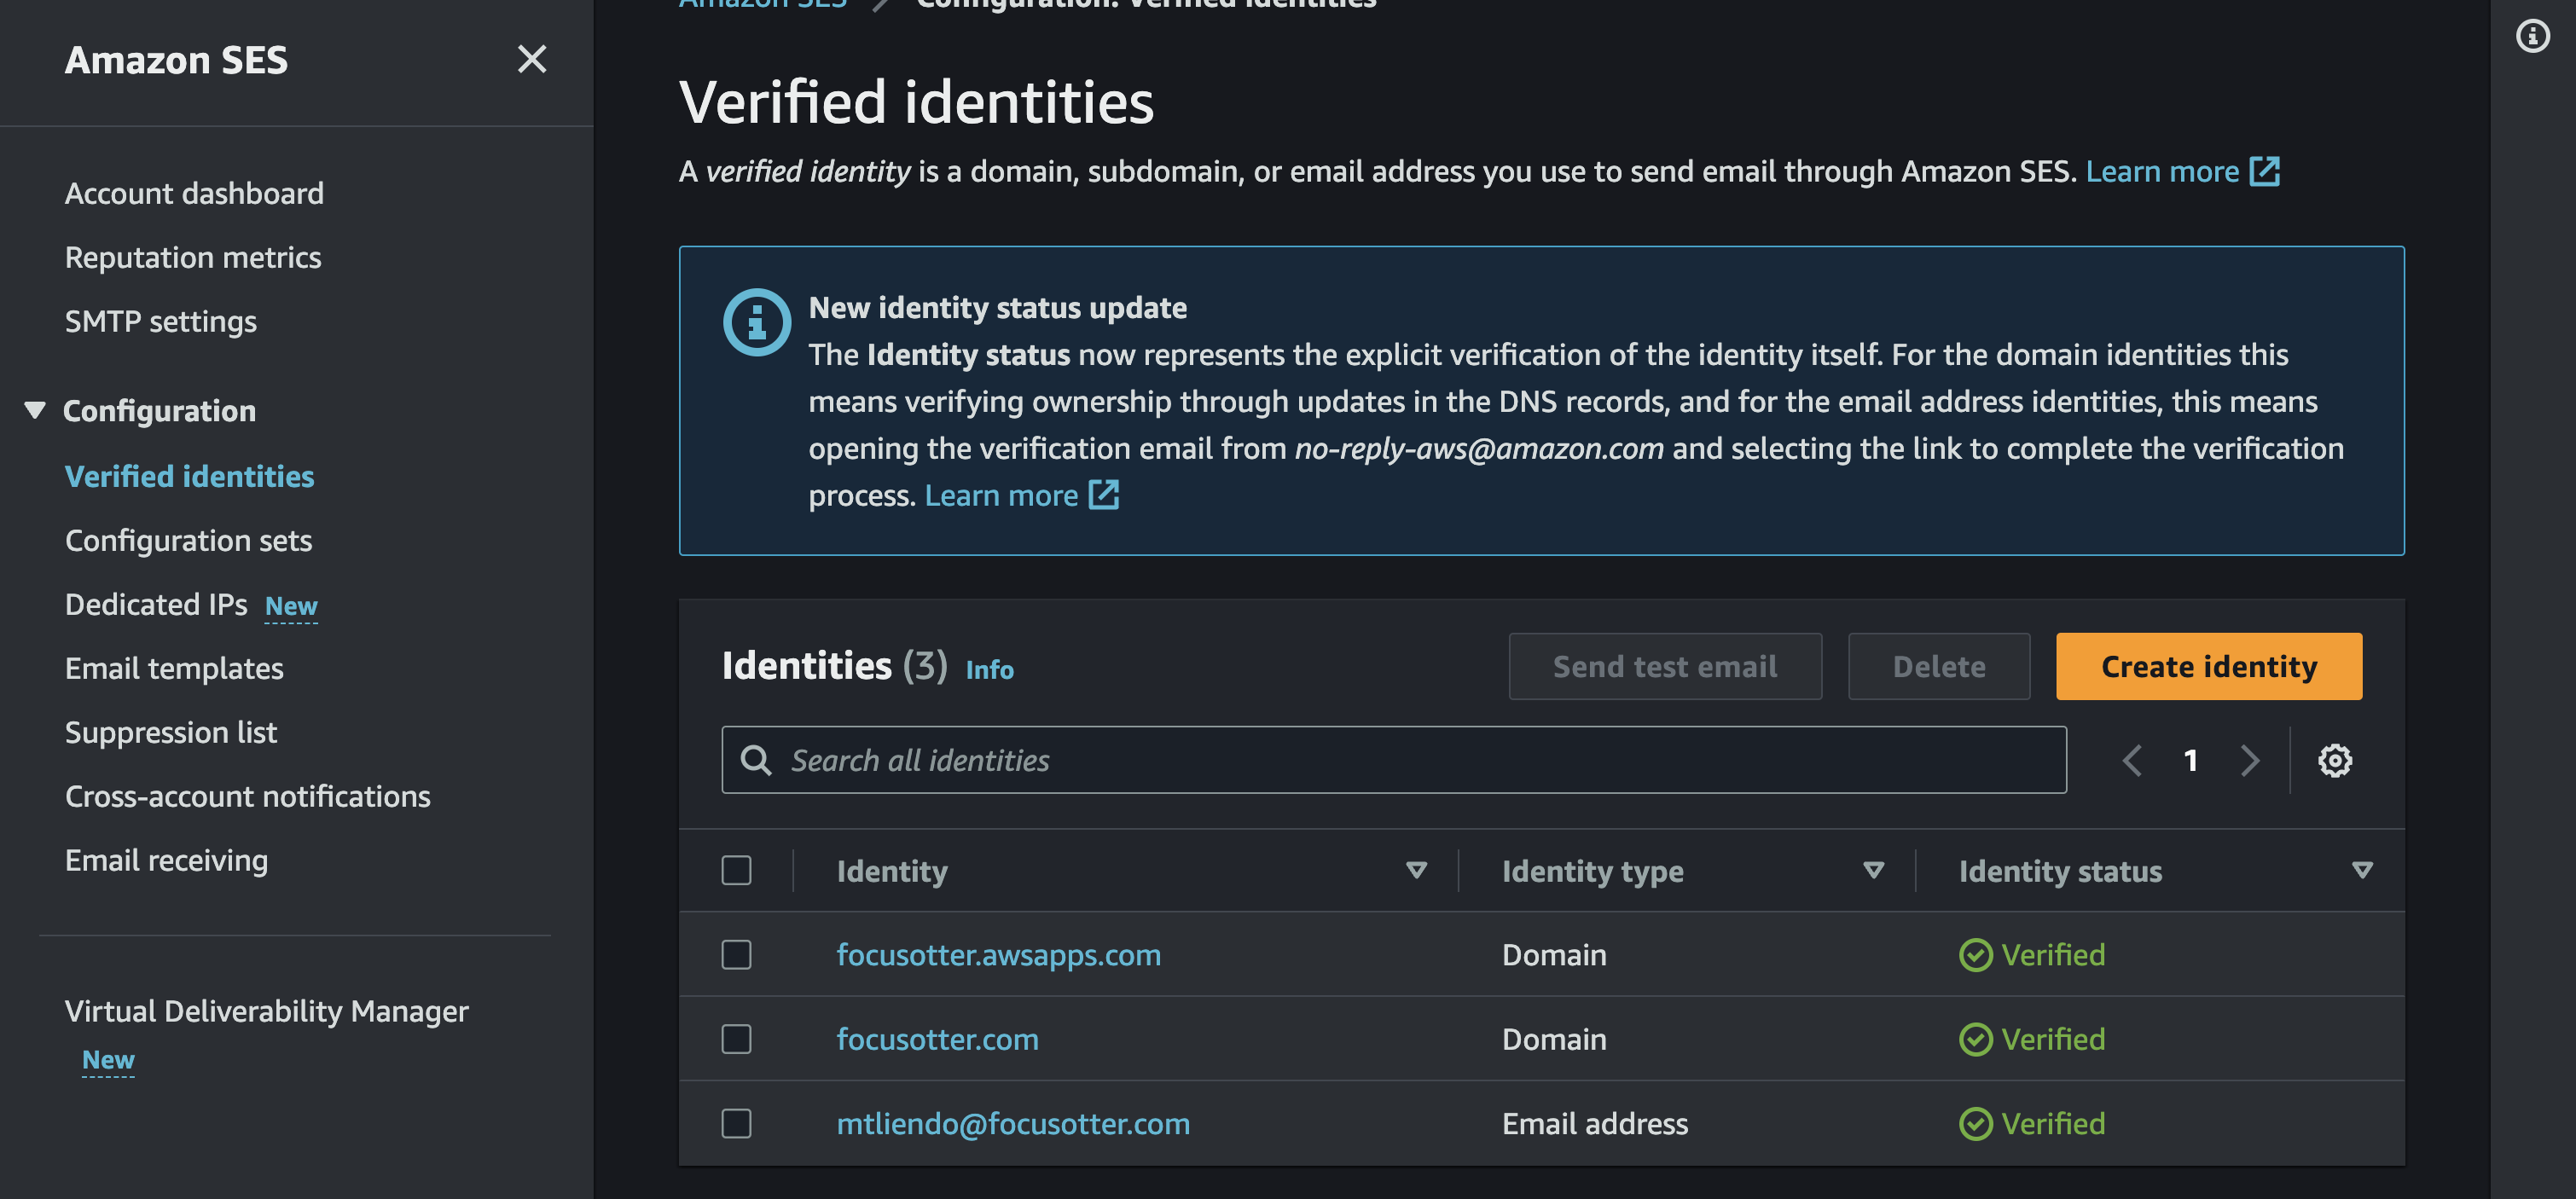 Amazon SES
Account dashboard
Reputation metrics
SMTP settings
Configuration
Verified identities
Configuration sets
Dedicated IPs New
Email templates
Suppression list
Cross-account notifications
Email receiving
Virtual Deliverability Manager
New
Amazon SES Configuration: Verified identities
Verified identities
A verified identity is a domain, subdomain, or email address you use to send email through Amazon SES. Learn more
New identity status update
The Identity status now represents the explicit verification of the identity itself. For the domain identities this
means verifying ownership through updates in the DNS records, and for the email address identities, this means
opening the verification email from no-reply-aws@amazon.com and selecting the link to complete the verification
process. Learn more
Identities (3) Info
Send test email
Delete
Create identity
Search all identities
1
Identity Identity type Identity status
focusotter.awsapps.com Domain Verified
focusotter.com Domain Verified
mtliendo@focusotter.com Email address Verified